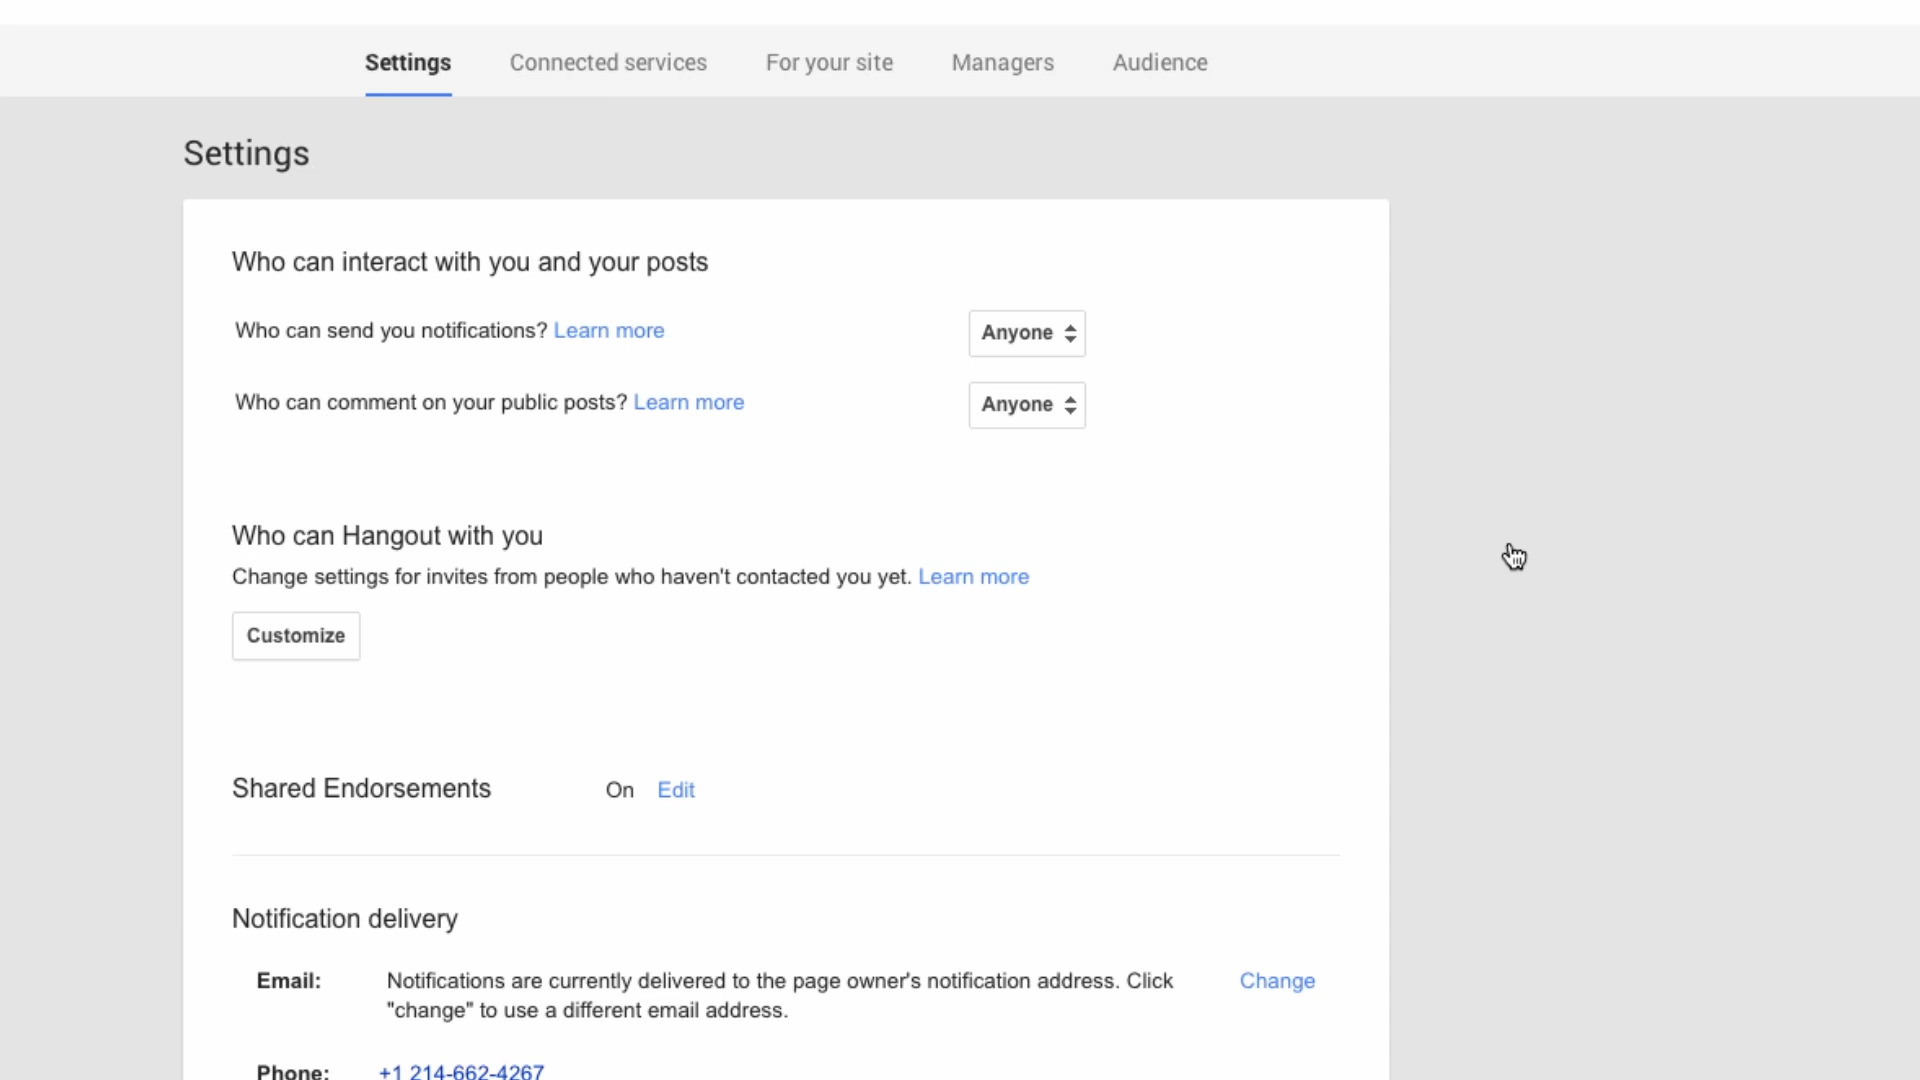 Settings Connected services For your site Managers Audience
Settings
Who can interact with you and your posts
Who can send you notifications? Learn more Anyone
Who can comment on your public posts? Learn more Anyone
Who can Hangout with you
Change settings for invites from people who haven't contacted you yet. Learn more
Customize
Shared Endorsements On Edit
Notification delivery
Email: Notifications are currently delivered to the page owner's notification address. Click Change
"change" to use a different email address.
Phone: +1 214-662-4267